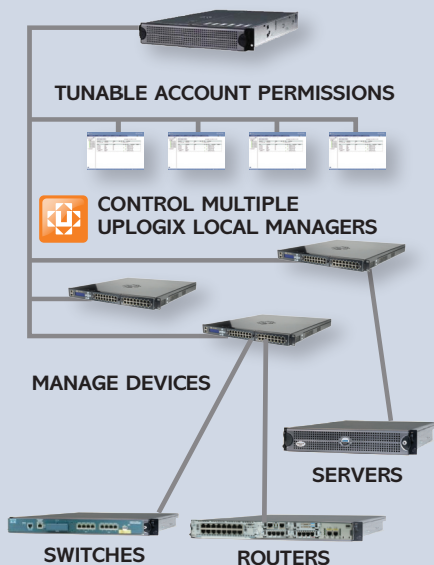 TUNABLE ACCOUNT PERMISSIONS
CONTROL MULTIPLE
UPLOGIX LOCAL MANAGERS
MANAGE DEVICES
SERVERS
SWITCHES
ROUTERS